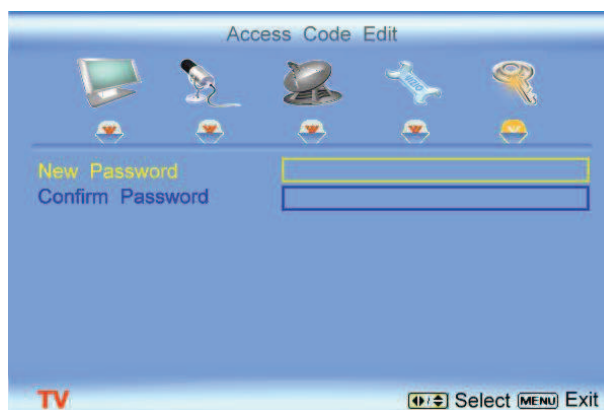 Access Code Edit
New Password
Confirm Password
TV
Select MENU Exit